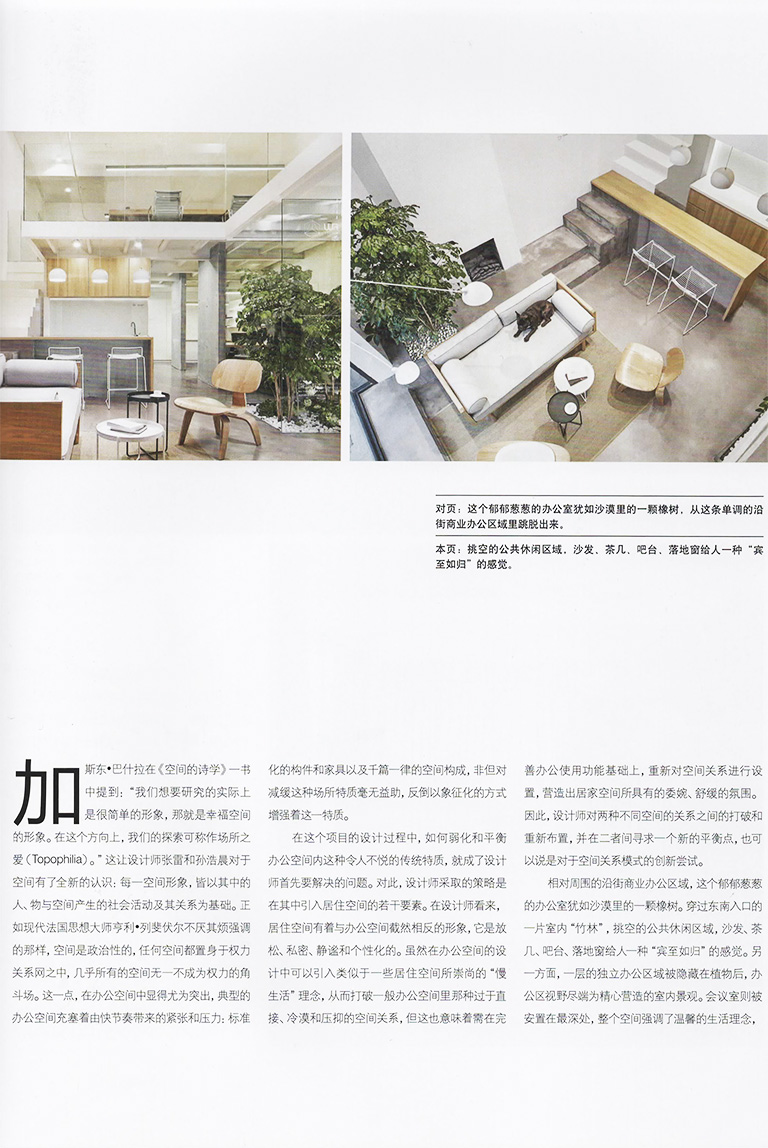 对页：这个郁郁葱葱的办公室犹如沙漠里的一颗橡树，从这条单调的沿
街商业办公区域里跳脱出来。
本页：挑空的公共休闲区域，沙发、茶几、吧台、落地窗给人一种“宾
至如归”的感觉。
加
斯东•巴什拉在《空间的诗学》一书
中提到：“我们想要研究的实际上
是很简单的形象，那就是幸福空间
的形象。在这个方向上，我们的探索可称作场所之
爱（Topophilia）。”这让设计师张雷和孙浩晨对于
空间有了全新的认识：每一空间形象，皆以其中的
人、物与空间产生的社会活动及其关系为基础。正
如现代法国思想大师亨利•列斐伏尔不厌其烦强调
的那样，空间是政治性的，任何空间都置身于权力
关系网之中，几乎所有的空间无一不成为权力的角
斗场。这一点，在办公空间中显得尤为突出，典型的
办公空间充塞着由快节奏带来的紧张和压力：标准
化的构件和家具以及千篇一律的空间构成，非但对
减缓这种场所特质毫无益助，反倒以象征化的方式
增强着这一特质。
在这个项目的设计过程中，如何弱化和平衡
办公空间内这种令人不悦的传统特质，就成了设计
师首先要解决的问题。对此，设计师采取的策略是
在其中引入居住空间的若干要素。在设计师看来，
居住空间有着与办公空间截然相反的形象，它是放
松、私密、静谧和个性化的。虽然在办公空间的设
计中可以引入类似于一些居住空间所崇尚的“慢
生活”理念，从而打破一般办公空间里那种过于直
接、冷漠和压抑的空间关系，但这也意味着需在完
善办公使用功能基础上，重新对空间关系进行设
置，营造出居家空间所具有的委婉、舒缓的氛围。
因此，设计师对两种不同空间的关系之间的打破和
重新布置，并在二者间寻求一个新的平衡点，也可
以说是对于空间关系模式的创新尝试。
相对周围的沿街商业办公区域，这个郁郁葱葱
的办公室犹如沙漠里的一颗橡树。穿过东南入口的
一片室内“竹林”，挑空的公共休闲区域，沙发、茶
几、吧台、落地窗给人一种“宾至如归”的感觉。另
一方面，一层的独立办公区域被隐藏在植物后，办
公区视野尽端为精心营造的室内景观。会议室则被
安置在最深处，整个空间强调了温馨的生活理念，